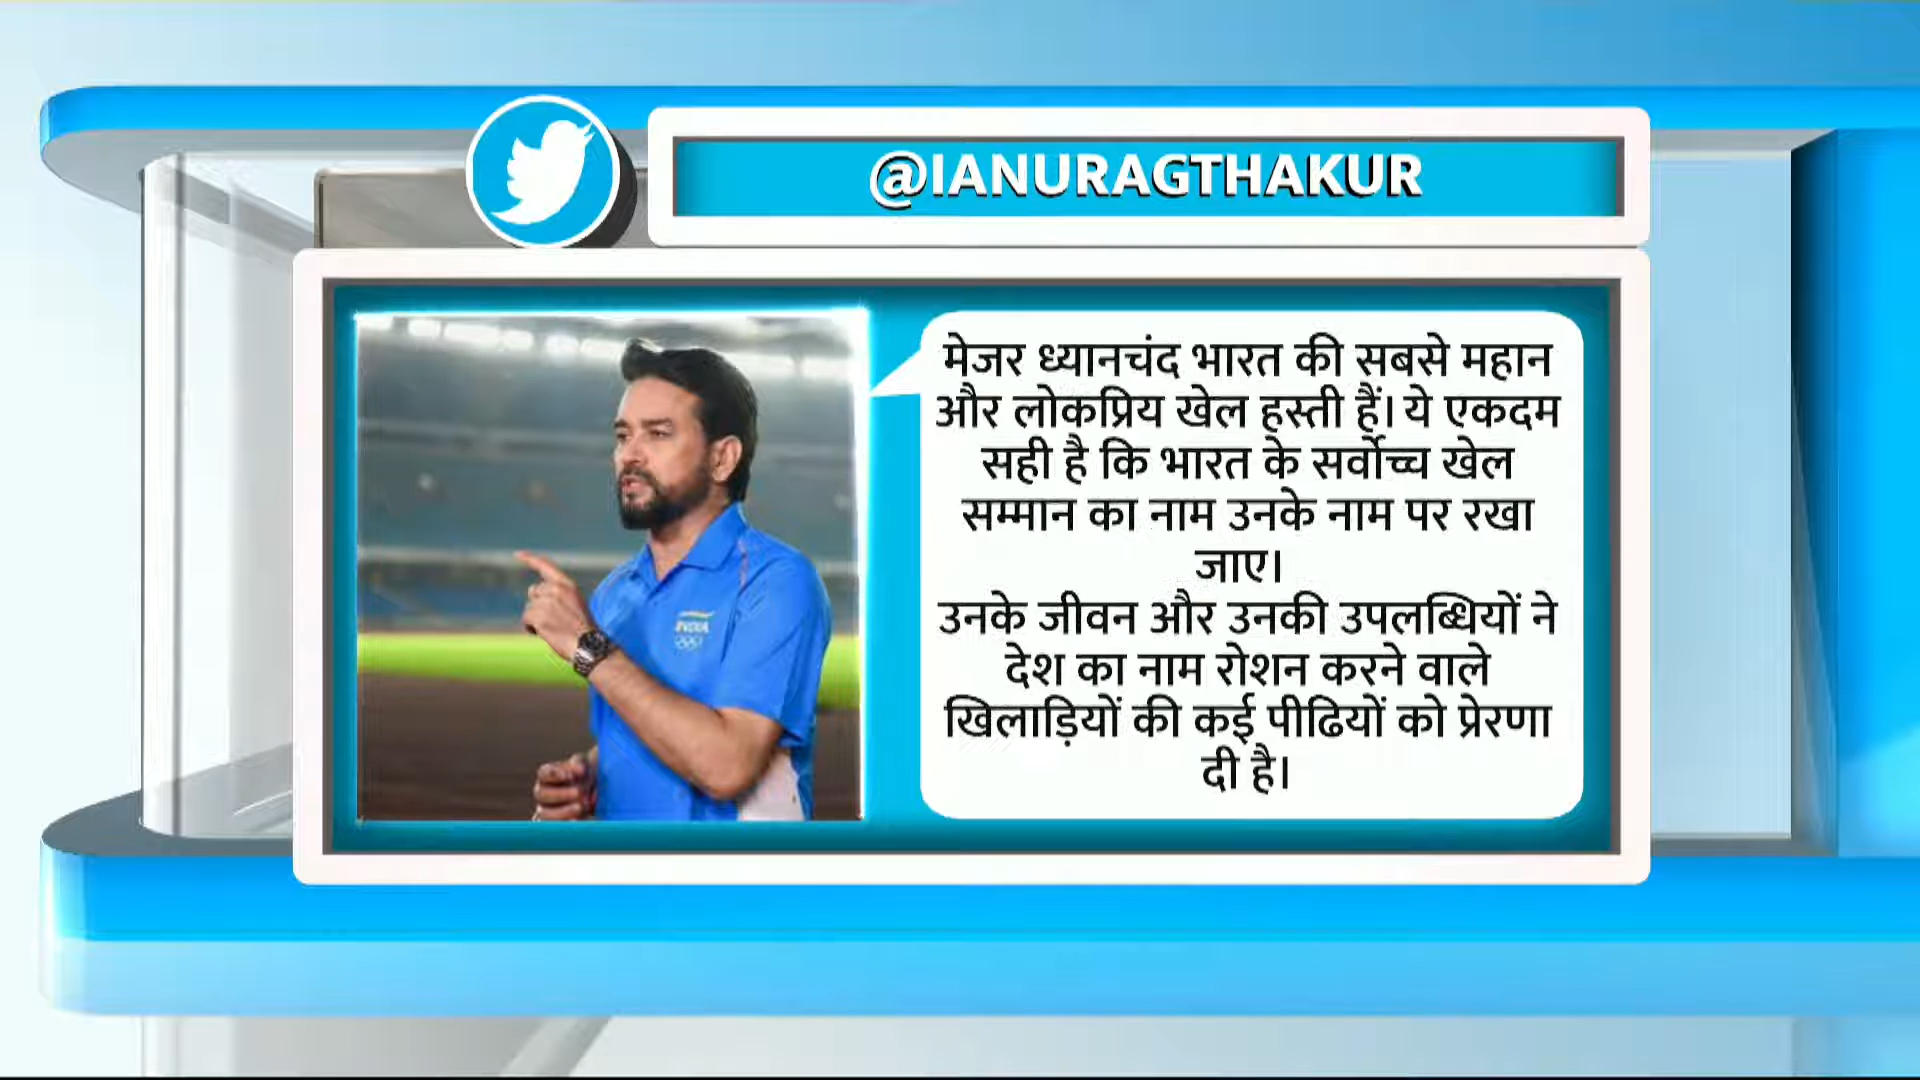 @IANURAGTHAKUR
मेजर ध्यानचंद भारत की सबसे महान
और लोकप्रिय खेल हस्ती हैं। ये एकदम
सही है कि भारत के सर्वोच्च खेल
सम्मान का नाम उनके नाम पर रखा
जाए।
उनके जीवन और उनकी उपलब्धियों ने
देश का नाम रोशन करने वाले
खिलाड़ियों की कई पीढियों को प्रेरणा
दी है।
INDIA